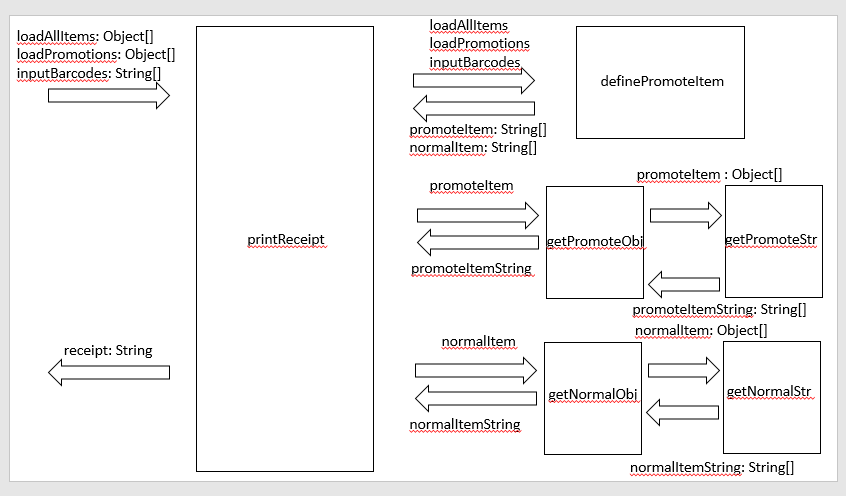 loadAllItems: Object[]
loadPromotions: Object[]
inputBarcodes: String[]
loadAllItems
loadPromotions
inputBarcodes
definePromoteItem
promoteItem: String[]
normalItem: String[]
promoteItem : Object[]
promoteItem
printReceipt
getPromoteObj
getPromoteStr
promoteItemString
promoteItemString: String[]
normalItem: Object[]
normalItem
receipt: String
getNormalObj
getNormalStr
normalItemString
normalItemString: String[]